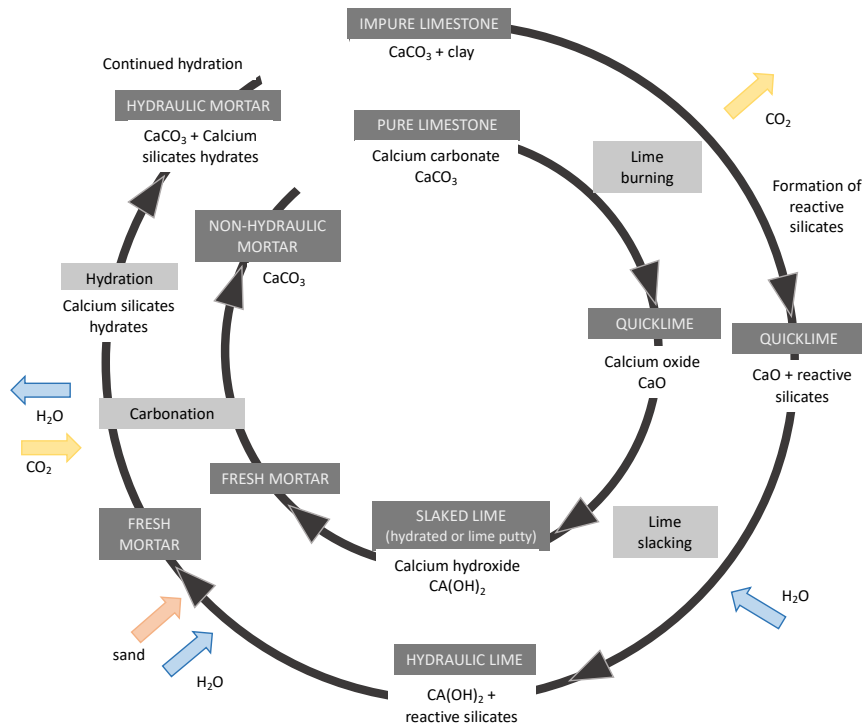 IMPURE LIMESTONE
CaCO₃ + clay
Continued hydration
HYDRAULIC MORTAR
CaCO₃ + Calcium
silicates hydrates
PURE LIMESTONE
Calcium carbonate
CaCO₃
CO₂
Lime
burning
Formation of
reactive
silicates
NON-HYDRAULIC
MORTAR
CaCO₃
Hydration
Calcium silicates
hydrates
QUICKLIME
Calcium oxide
CaO
QUICKLIME
CaO + reactive
silicates
H₂O
CO₂
Carbonation
FRESH MORTAR
FRESH
MORTAR
SLAKED LIME
(hydrated or lime putty)
Calcium hydroxide
CA(OH)₂
Lime
slacking
H₂O
sand
H₂O
HYDRAULIC LIME
CA(OH)₂ +
reactive silicates